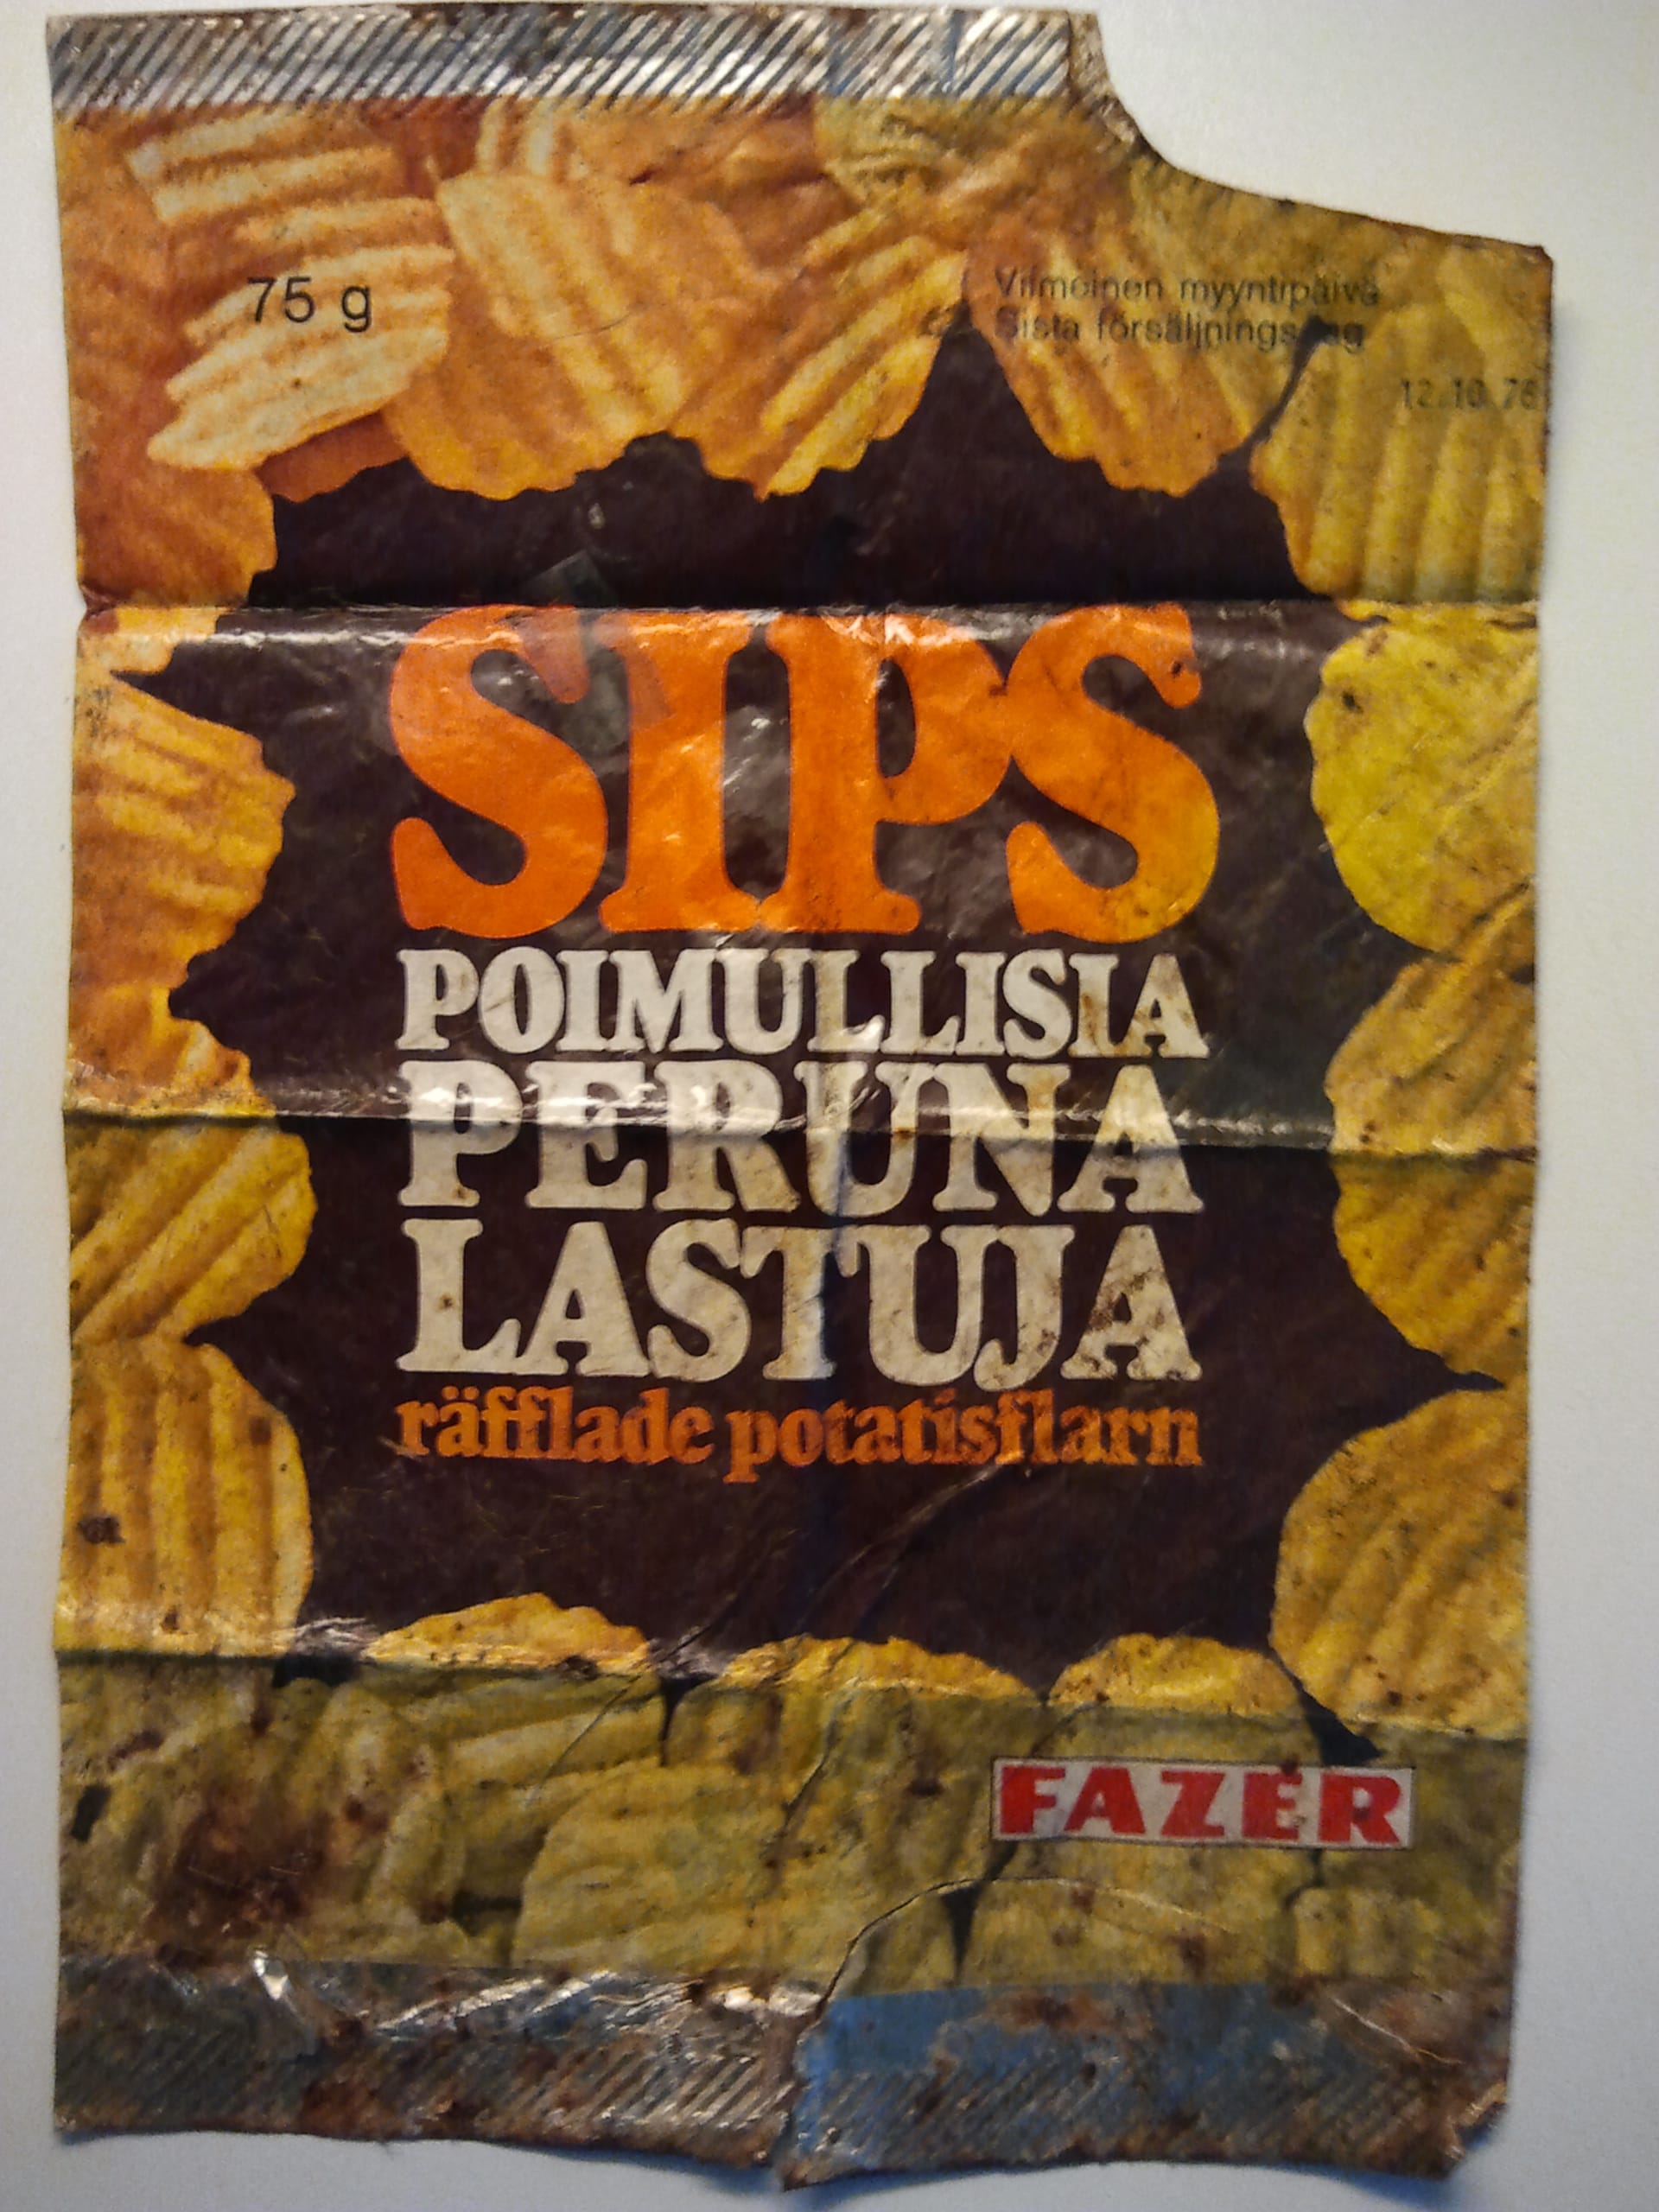 75 g
Viimeinen myyntipäivä
Sista försäljningsdag
12.10.76
SIPS
POIMULLISIA
PERUNA
LASTUJA
räfflade potatisflarn
FAZER